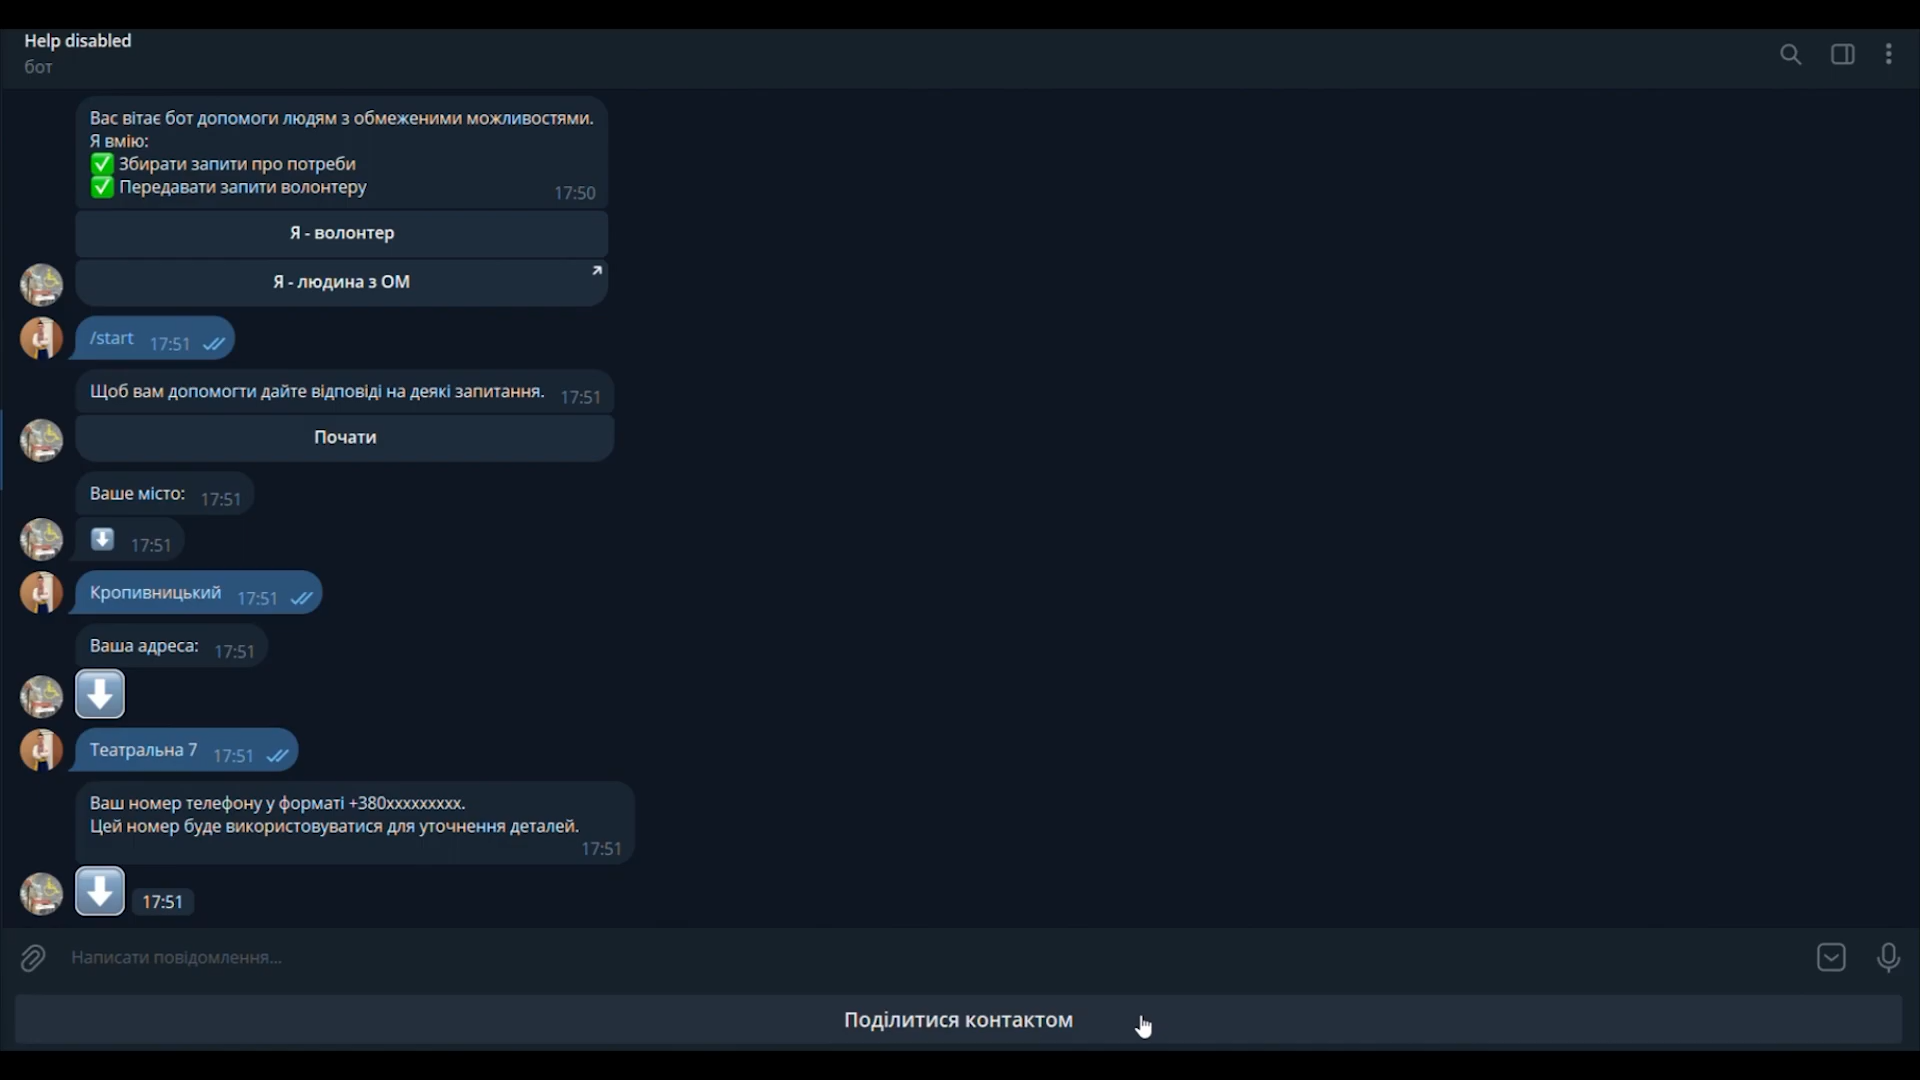 Help disabled
бот
Вас вітає бот допомоги людям з обмеженими можливостями.
Я вмію:
✅ Збирати запити про потреби
✅ Передавати запити волонтеру
17:50
Я - волонтер
Я - людина з ОМ
/start 17:51
Щоб вам допомогти дайте відповіді на деякі запитання. 17:51
Почати
Ваше місто: 17:51
⬇️ 17:51
Кропивницький 17:51
Ваша адреса: 17:51
⬇️
Театральна 7 17:51
Ваш номер телефону у форматі +380xxxxxxxxx.
Цей номер буде використовуватися для уточнення деталей.
17:51
⬇️ 17:51
Написати повідомлення...
Поділитися контактом